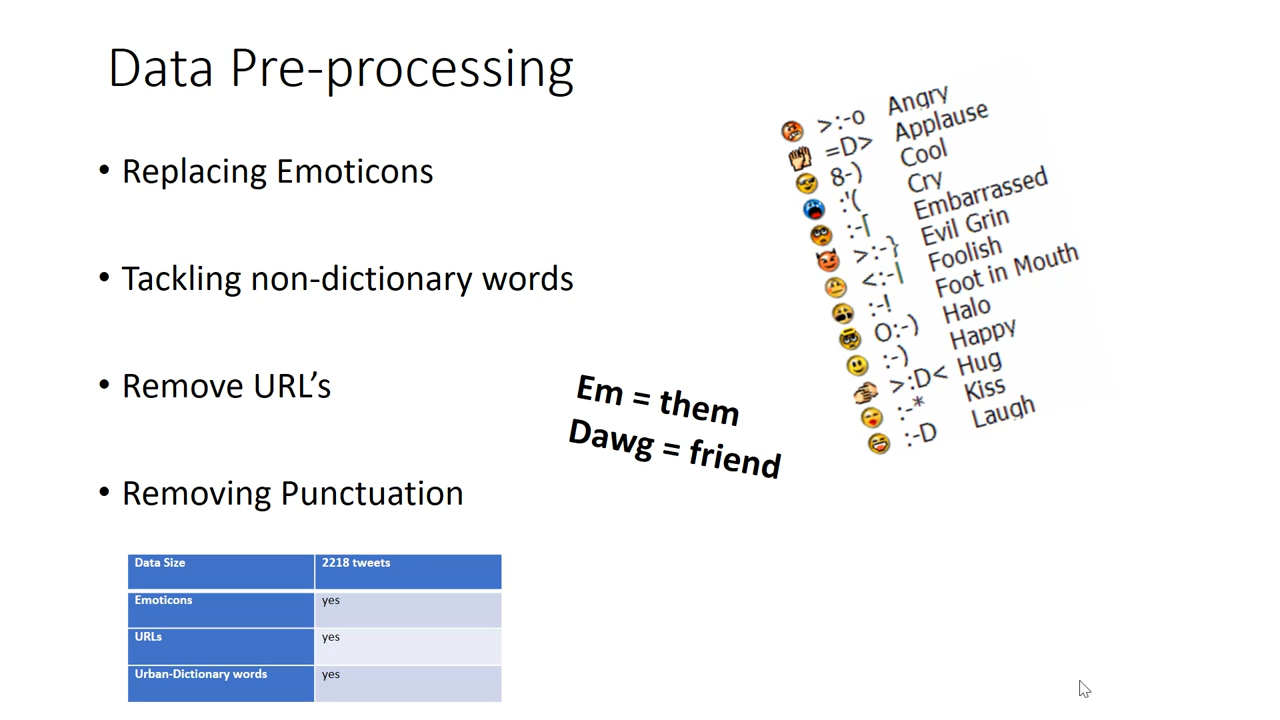 Data Pre-processing
• Replacing Emoticons
• Tackling non-dictionary words
• Remove URL’s
• Removing Punctuation
Em = them
Dawg = friend
>:-o Angry
=D> Applause
8-) Cool
:'( Cry
:-[ Embarrassed
>:-} Evil Grin
<:-| Foolish
:-! Foot in Mouth
O:-) Halo
:-) Happy
>:D< Hug
:-* Kiss
:-D Laugh
Data Size 2218 tweets
Emoticons yes
URLs yes
Urban-Dictionary words yes